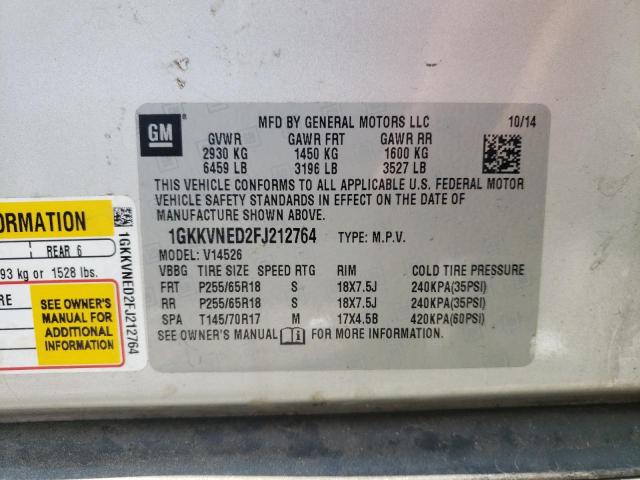 GM
MFD BY GENERAL MOTORS LLC 10/14
GVWR GAWR FRT GAWR RR
2930 KG 1450 KG 1600 KG
6459 LB 3196 LB 3527 LB
THIS VEHICLE CONFORMS TO ALL APPLICABLE U.S. FEDERAL MOTOR
VEHICLE SAFETY STANDARDS IN EFFECT ON THE DATE OF
MANUFACTURE SHOWN ABOVE.
1GKKVNED2FJ212764 TYPE: M.P.V.
MODEL: V14526
VBBG TIRE SIZE SPEED RTG RIM COLD TIRE PRESSURE
FRT P255/65R18 S 18X7.5J 240KPA(35PSI)
RR P255/65R18 S 18X7.5J 240KPA(35PSI)
SPA T145/70R17 M 17X4.5B 420KPA(60PSI)
SEE OWNER'S MANUAL FOR MORE INFORMATION.
ORMATION
REAR 6
93 kg or 1528 lbs.
RE
SEE OWNER'S
MANUAL FOR
ADDITIONAL
INFORMATION
1GKKVNED2FJ212764